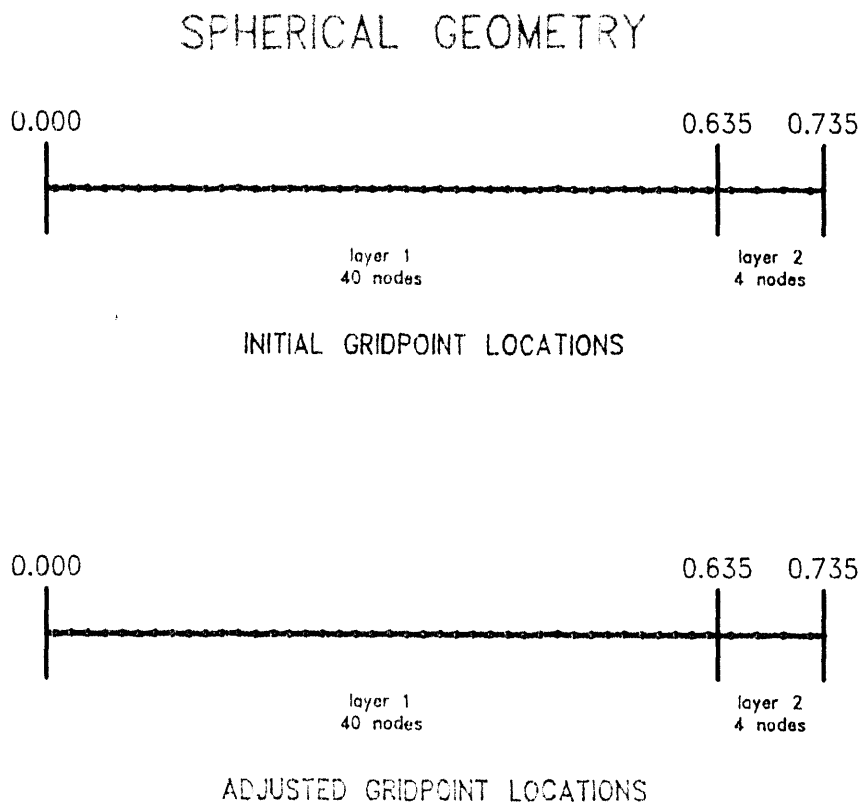 SPHERICAL GEOMETRY
0.000 0.635 0.735
layer 1 layer 2
40 nodes 4 nodes
INITIAL GRIDPOINT LOCATIONS
0.000 0.635 0.735
layer 1 layer 2
40 nodes 4 nodes
ADJUSTED GRIDPOINT LOCATIONS